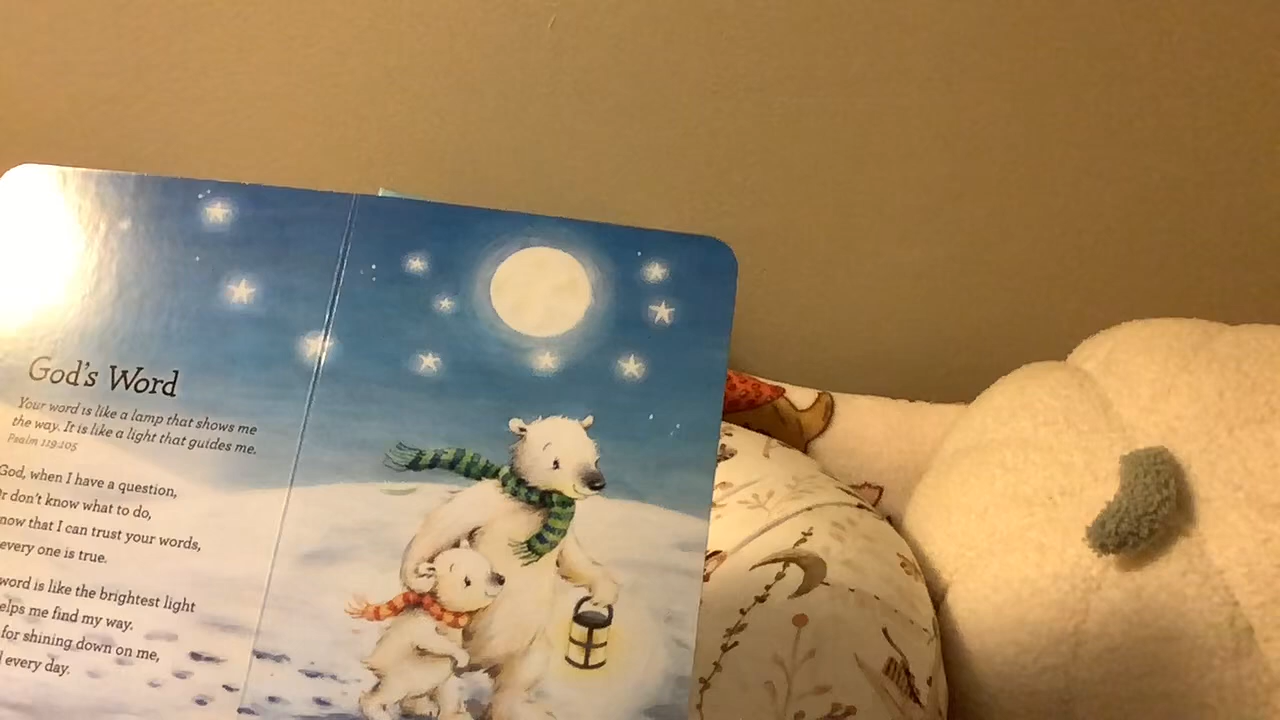 God's Word
Your word is like a lamp that shows me
the way. It is like a light that guides me.
Psalm 119:105
God, when I have a question,
Or don't know what to do,
now that I can trust your words,
every one is true.
word is like the brightest light
elps me find my way.
for shining down on me,
every day.